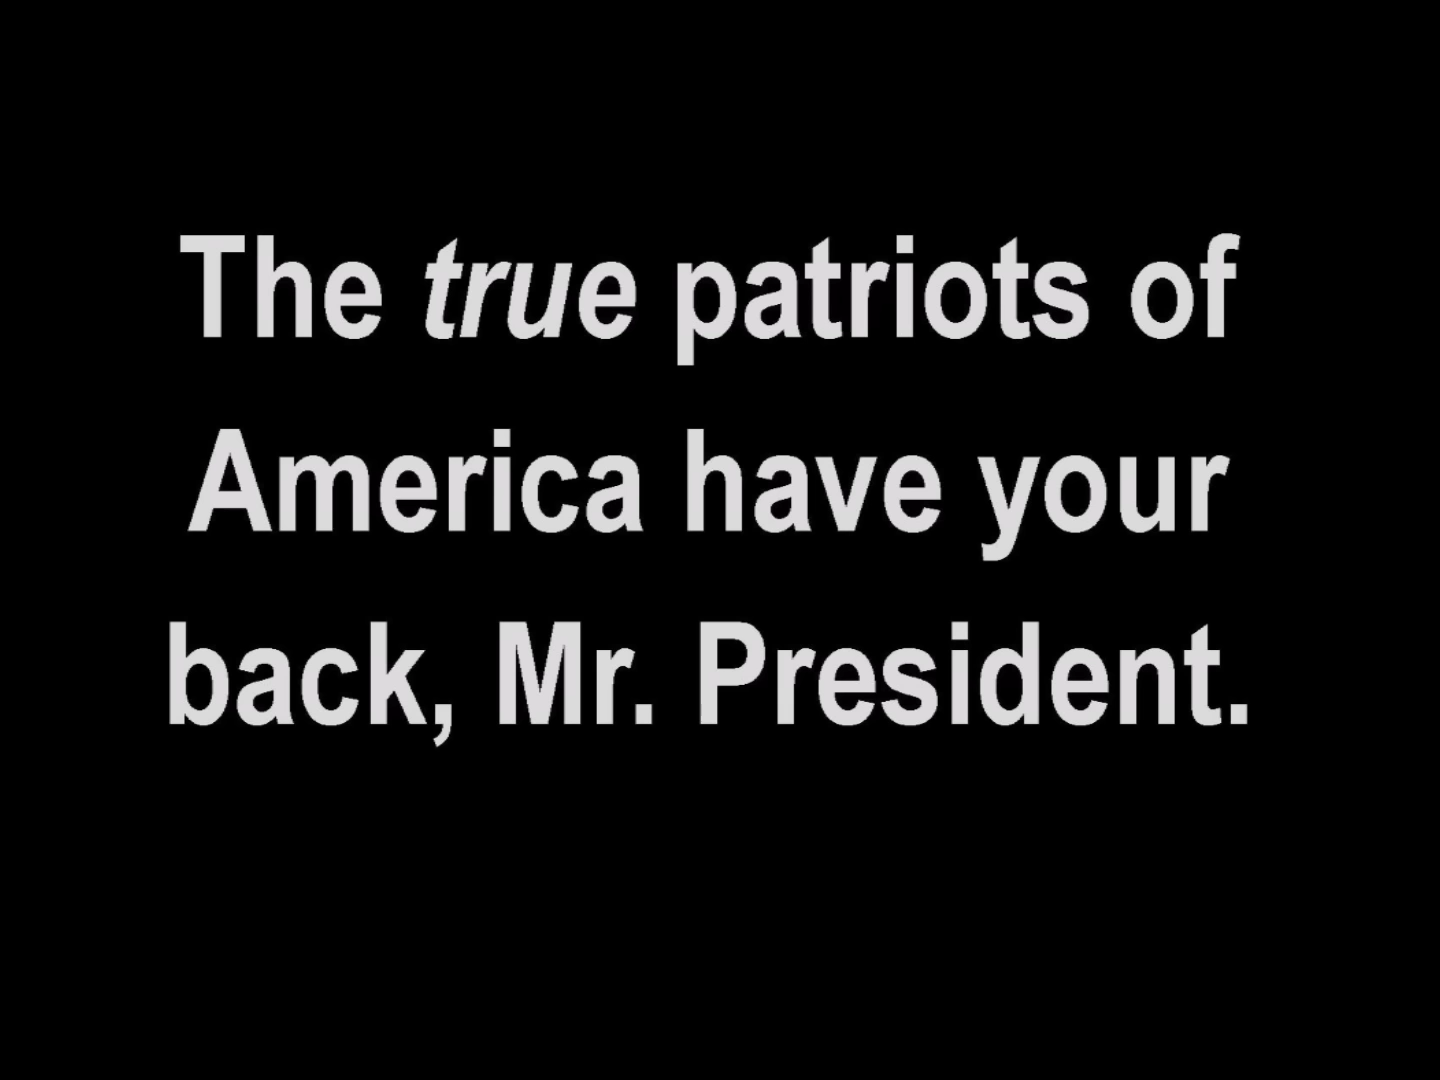 The true patriots of
America have your
back, Mr. President.